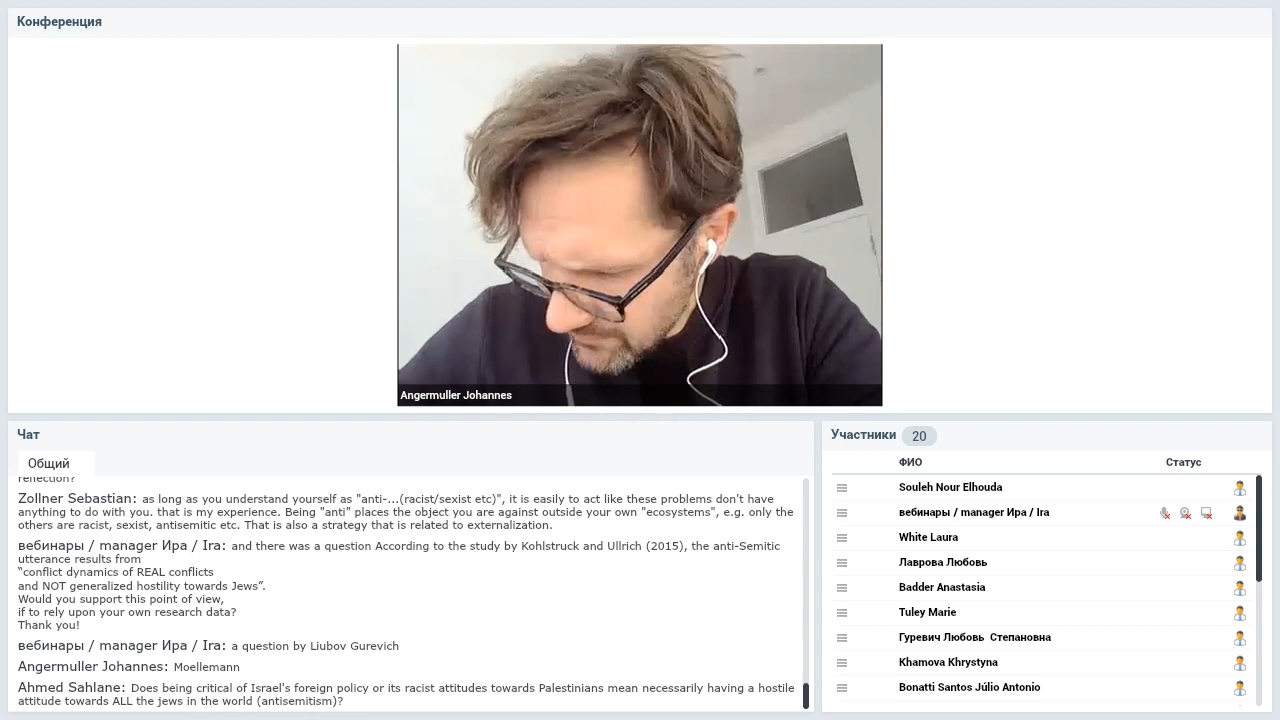 Конференция
Angermuller Johannes
Чат
Общий
reflection?
Zollner Sebastian: as long as you understand yourself as "anti-...(racist/sexist etc)", it is easily to act like these problems don't have
anything to do with you. that is my experience. Being "anti" places the object you are against outside your own "ecosystems", e.g. only the
others are racist, sexist, antisemitic etc. That is also a strategy that is related to externalization.
вебинары / manager Ира / Ira: and there was a question According to the study by Kohlstruck and Ullrich (2015), the anti-Semitic
utterance results from
“conflict dynamics of REAL conflicts
and NOT generalized hostility towards Jews”.
Would you support this point of view,
if to rely upon your own research data?
Thank you!
вебинары / manager Ира / Ira: a question by Liubov Gurevich
Angermuller Johannes: Moellemann
Ahmed Sahlane: Does being critical of Israel's foreign policy or its racist attitudes towards Palestinians mean necessarily having a hostile
attitude towards ALL the jews in the world (antisemitism)?
Участники 20
ФИО Статус
Souleh Nour Elhouda
вебинары / manager Ира / Ira
White Laura
Лаврова Любовь
Badder Anastasia
Tuley Marie
Гуревич Любовь Степановна
Khamova Khrystyna
Bonatti Santos Júlio Antonio